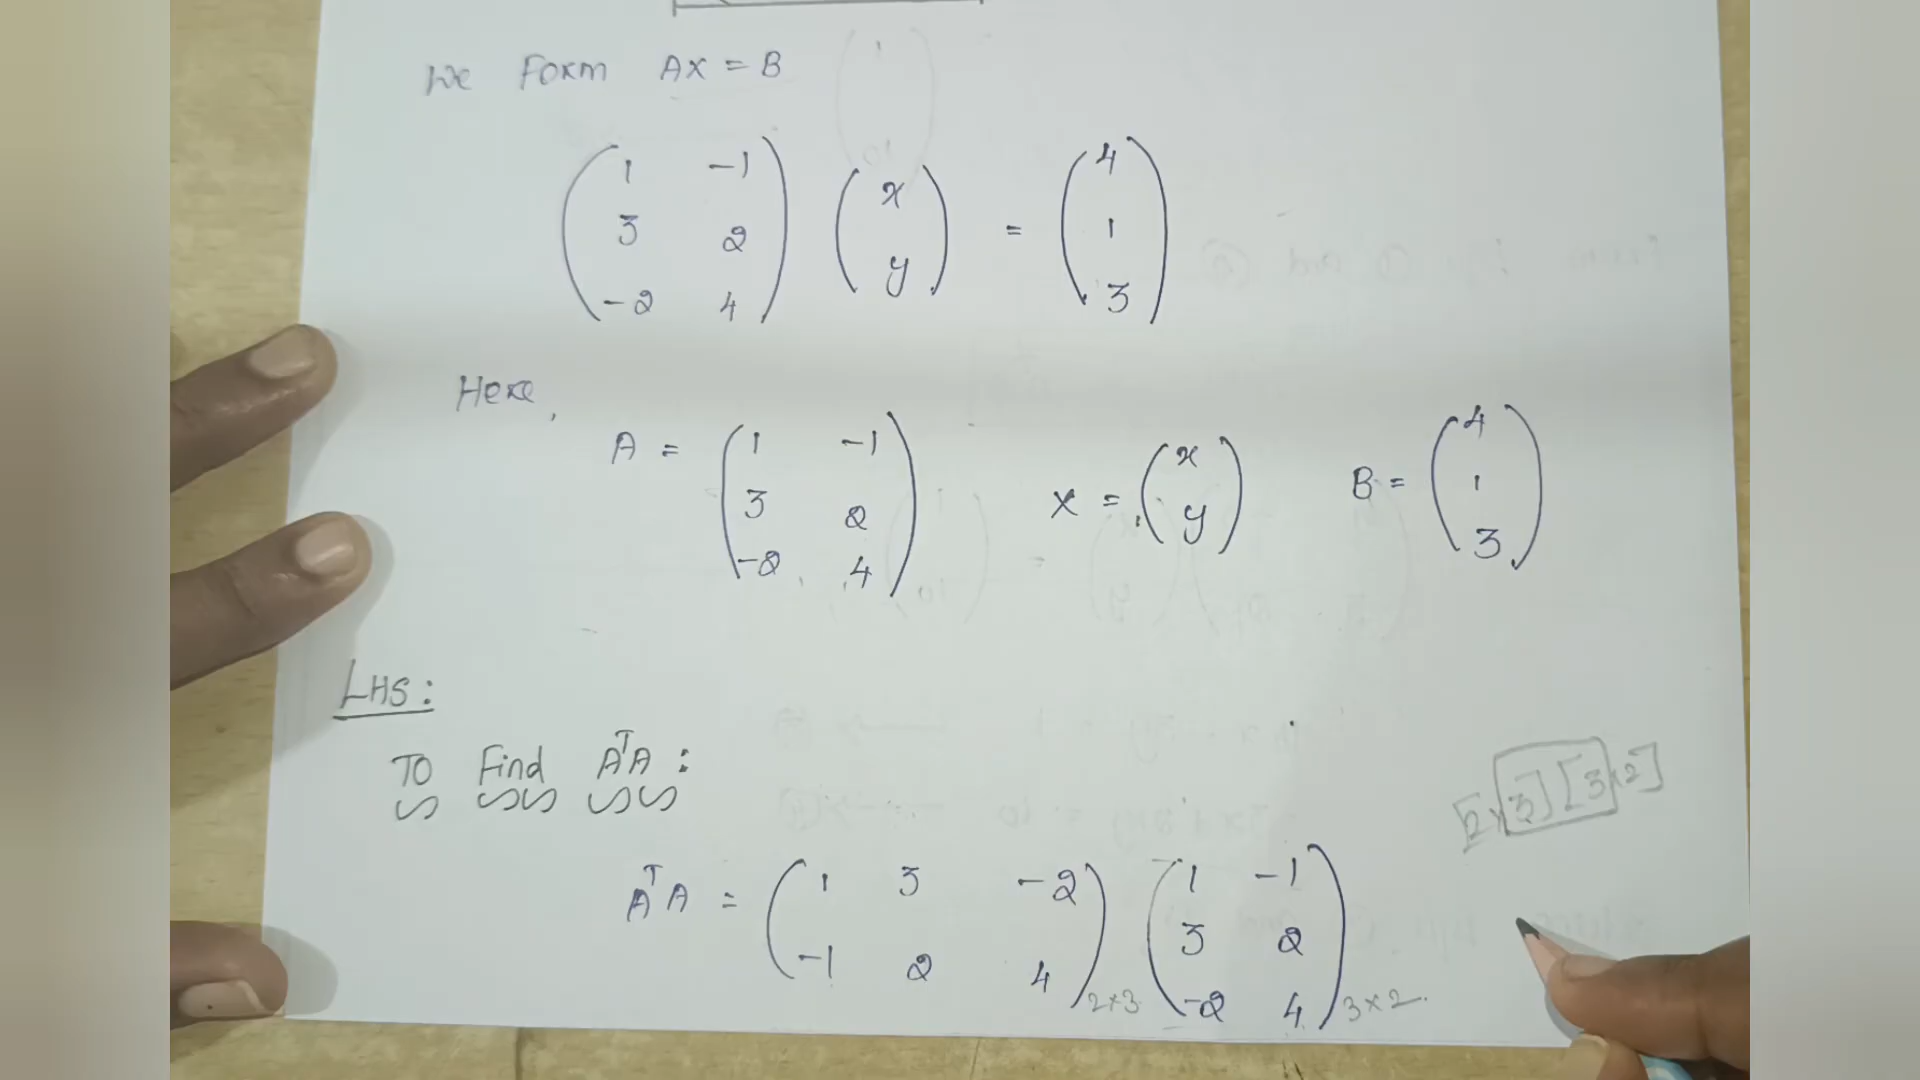 We Form AX = B
( 1 -1 ) ( x ) = ( 4 )
( 3 2 ) ( y ) ( 1 )
( -2 4 ) ( 3 )
Here,
A = ( 1 -1 ) X = ( x ) B = ( 4 )
( 3 2 ) ( y ) ( 1 )
( -2 4 ) ( 3 )
LHS:
To Find AᵀA:
[2×3] [3×2]
AᵀA = ( 1 3 -2 ) ( 1 -1 )
( -1 2 4 )2×3 ( 3 2 )
( -2 4 )3×2